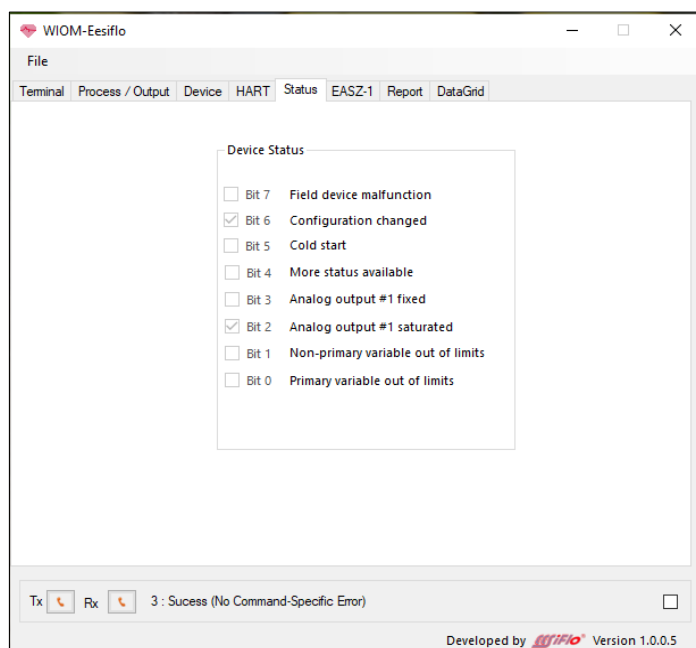 WIOM-Eesiflo
File
Terminal Process / Output Device HART Status EASZ-1 Report DataGrid
Device Status
Bit 7 Field device malfunction
Bit 6 Configuration changed
Bit 5 Cold start
Bit 4 More status available
Bit 3 Analog output #1 fixed
Bit 2 Analog output #1 saturated
Bit 1 Non-primary variable out of limits
Bit 0 Primary variable out of limits
Tx Rx 3 : Sucess (No Command-Specific Error)
Developed by Version 1.0.0.5